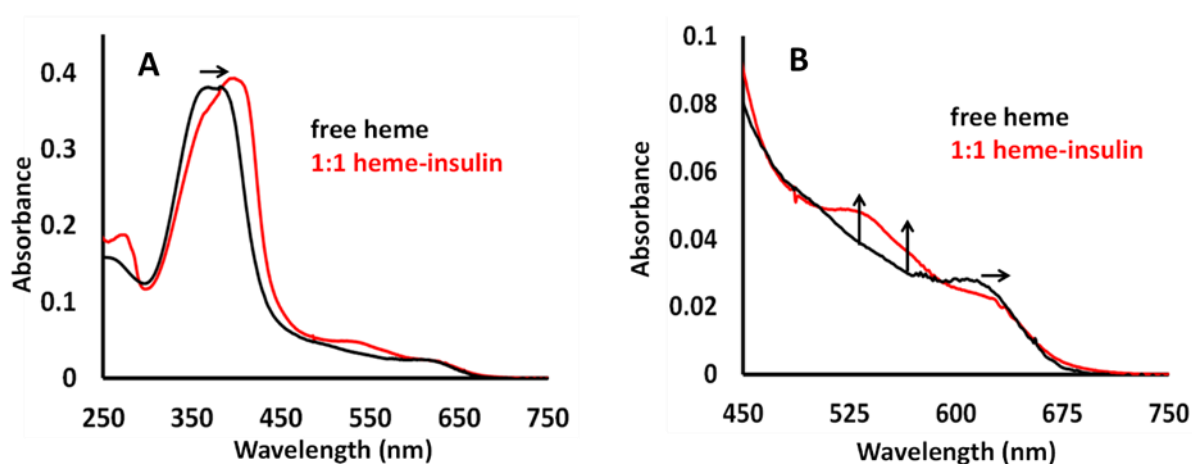 A
free heme
1:1 heme-insulin
Absorbance
0.4
0.3
0.2
0.1
0
250
350
450
550
650
750
Wavelength (nm)
B
free heme
1:1 heme-insulin
Absorbance
0.1
0.08
0.06
0.04
0.02
0
450
525
600
675
750
Wavelength (nm)